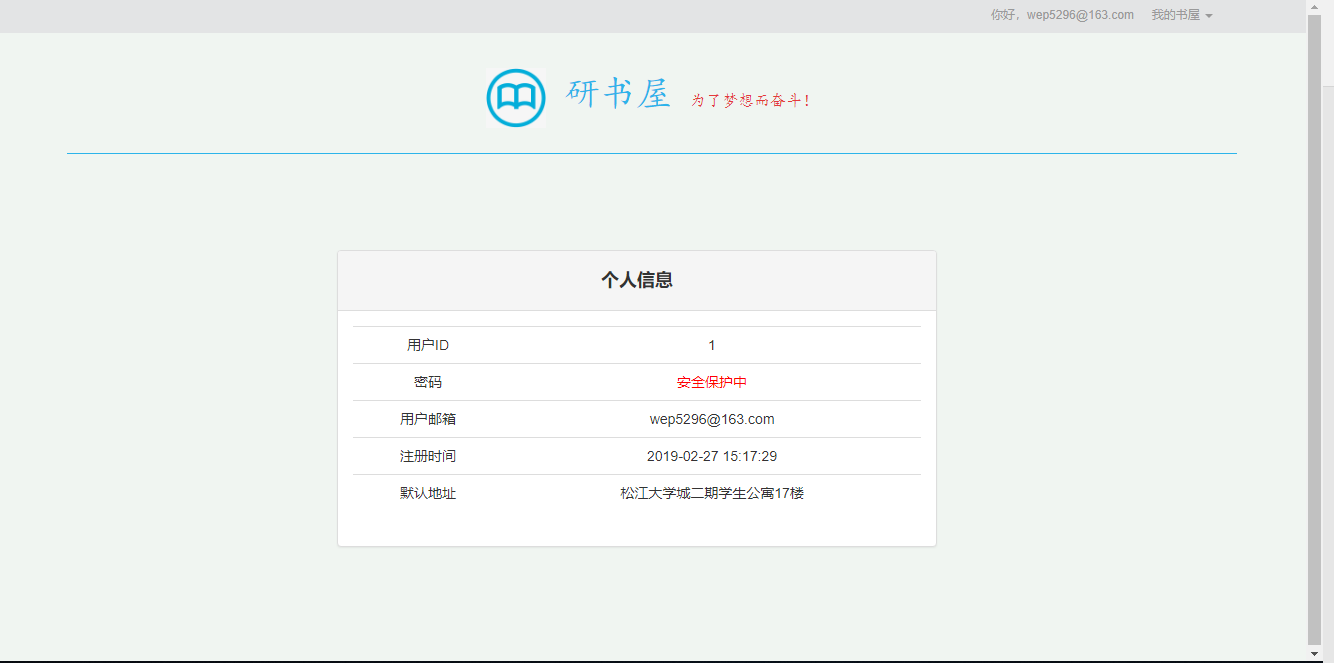 你好，wep5296@163.com 我的书屋
研书屋 为了梦想而奋斗！
个人信息
用户ID 1
密码 安全保护中
用户邮箱 wep5296@163.com
注册时间 2019-02-27 15:17:29
默认地址 松江大学城二期学生公寓17楼